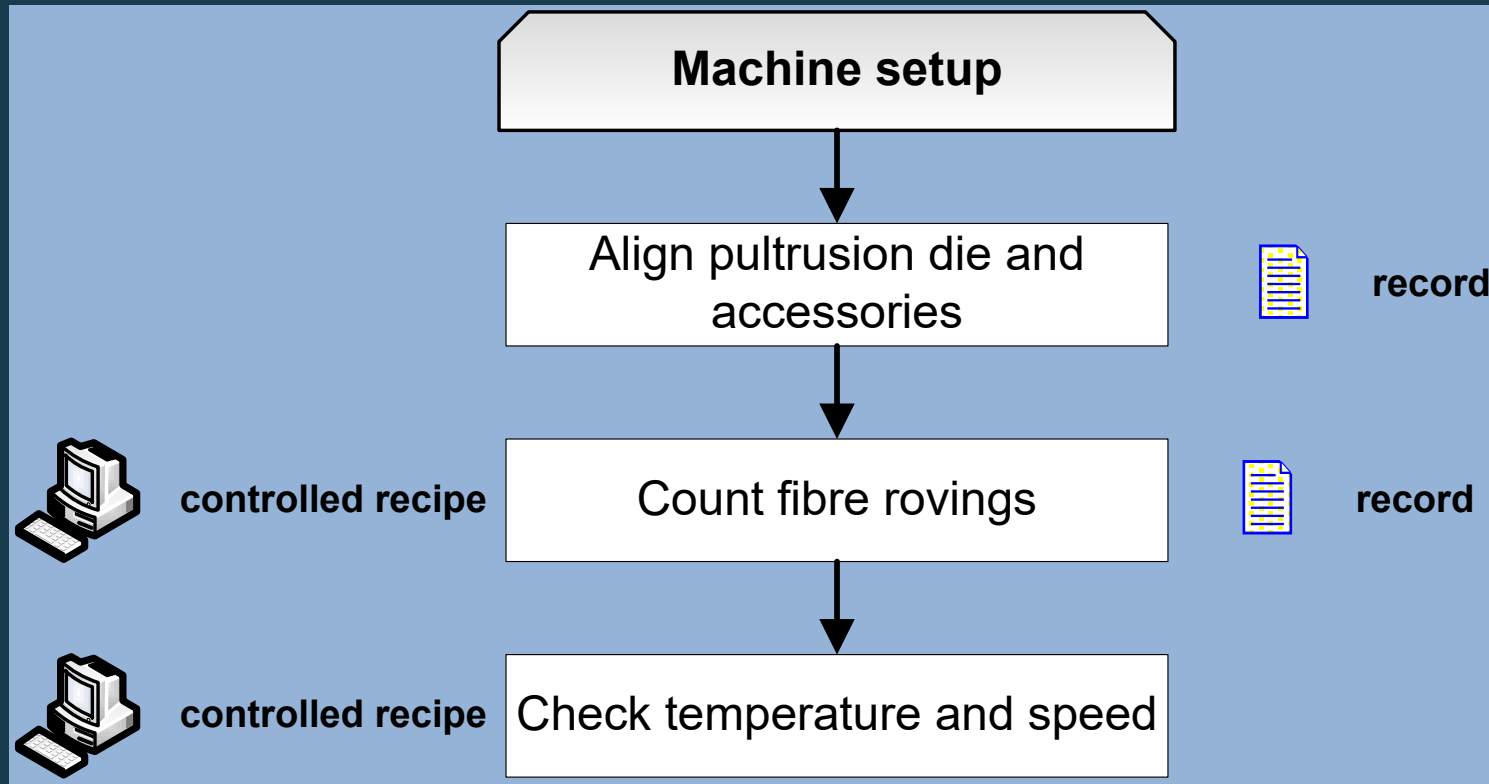 Machine setup
Align pultrusion die and
accessories
record
controlled recipe
Count fibre rovings
record
controlled recipe
Check temperature and speed